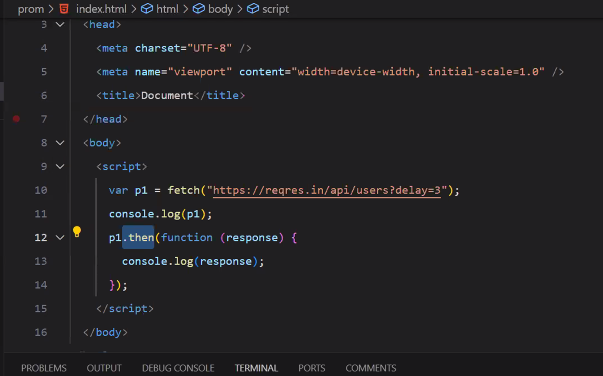 prom > index.html > html > body > script
3 <head>
4 <meta charset="UTF-8" />
5 <meta name="viewport" content="width=device-width, initial-scale=1.0" />
6 <title>Document</title>
7 </head>
8 <body>
9 <script>
10 var p1 = fetch("https://reqres.in/api/users?delay=3");
11 console.log(p1);
12 p1.then(function (response) {
13 console.log(response);
14 });
15 </script>
16 </body>
PROBLEMS OUTPUT DEBUG CONSOLE TERMINAL PORTS COMMENTS